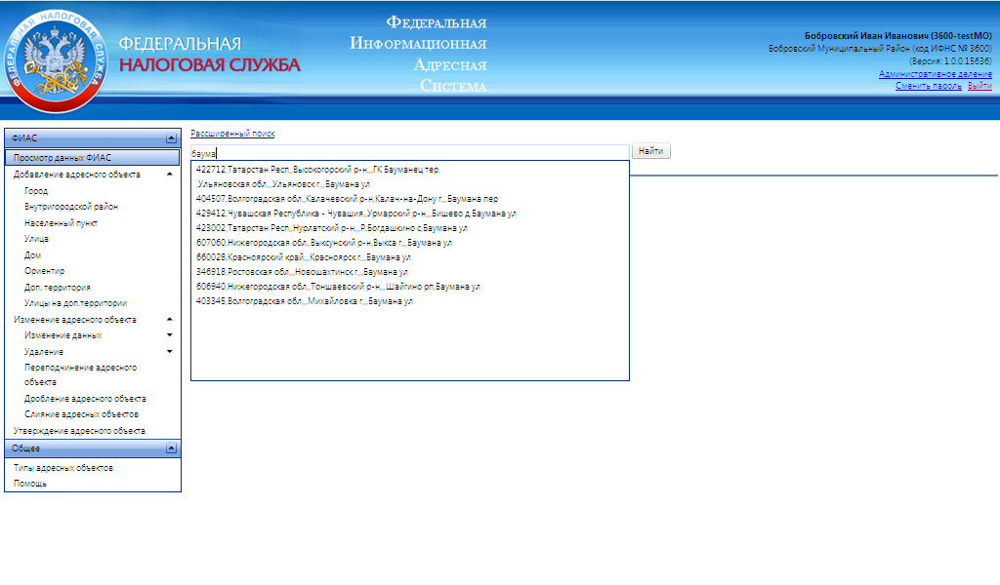 ФЕДЕРАЛЬНАЯ НАЛОГОВАЯ СЛУЖБА
ФЕДЕРАЛЬНАЯ
НАЛОГОВАЯ СЛУЖБА
Федеральная
Информационная
Адресная
Система
Бобровский Иван Иванович (3600-testMO)
Бобровский Муниципальный Район (код ИФНС № 3600)
(Версия: 1.0.0.15636)
Административное деление
Сменить пароль Выйти
ФИАС
Просмотр данных ФИАС
Добавление адресного объекта
Город
Внутригородской район
Населенный пункт
Улица
Дом
Ориентир
Доп. территория
Улицы на доп.территории
Изменение адресного объекта
Изменение данных
Удаление
Переподчинение адресного
объекта
Дробление адресного объекта
Слияние адресных объектов
Утверждение адресного объекта
Общее
Типы адресных объектов
Помощь
Расширенный поиск
баума
Найти
422712,Татарстан Респ,,Высокогорский р-н,,,ГК Бауманец тер,
,Ульяновская обл,,,Ульяновск г,,,Баумана ул
404507,Волгоградская обл,,Калачевский р-н,Калач-на-Дону г,,,Баумана пер
429412,Чувашская Республика - Чувашия,,Урмарский р-н,,,Бишево д,Баумана ул
423002,Татарстан Респ,,Нурлатский р-н,,,Р.Богдашкино с,Баумана ул
607060,Нижегородская обл,,Выксунский р-н,Выкса г,,,Баумана ул
660028,Красноярский край,,,Красноярск г,,,Баумана ул
346918,Ростовская обл,,,Новошахтинск г,,,Баумана ул
606940,Нижегородская обл,,Тоншаевский р-н,,,Шайгино рп,Баумана ул
403345,Волгоградская обл,,,Михайловка г,,,Баумана ул